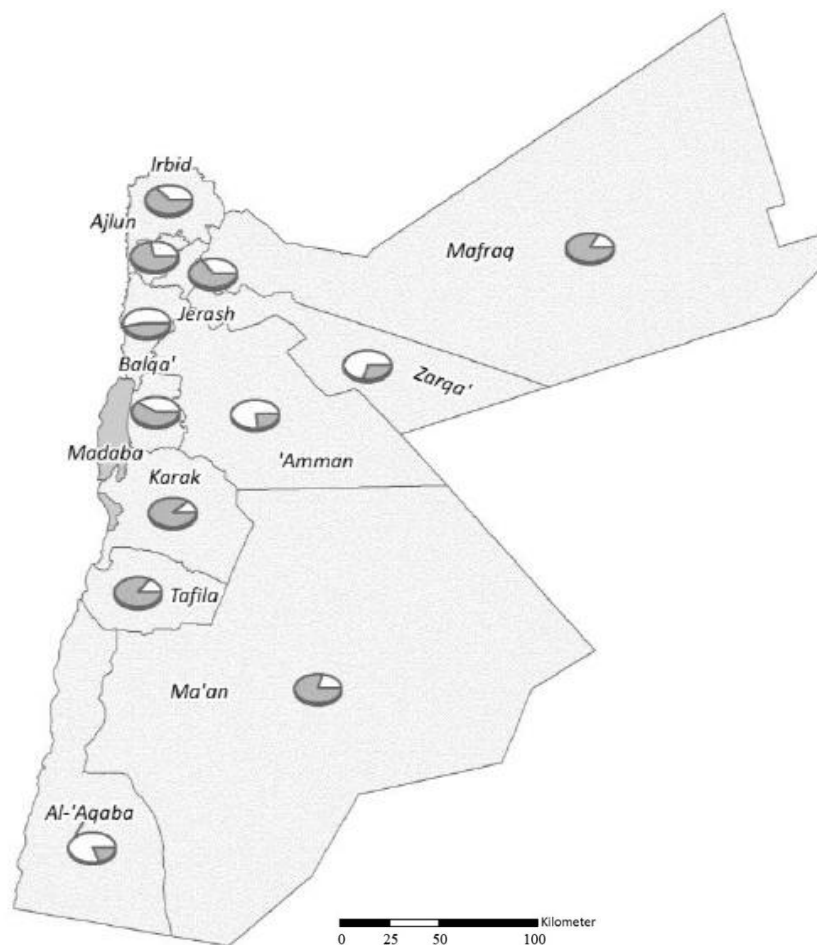 Irbid
Ajlun
Mafraq
Jerash
Balqa'
Zarqa'
Madaba
'Amman
Karak
Tafila
Ma'an
Al-'Aqaba
Kilometer
0 25 50 100